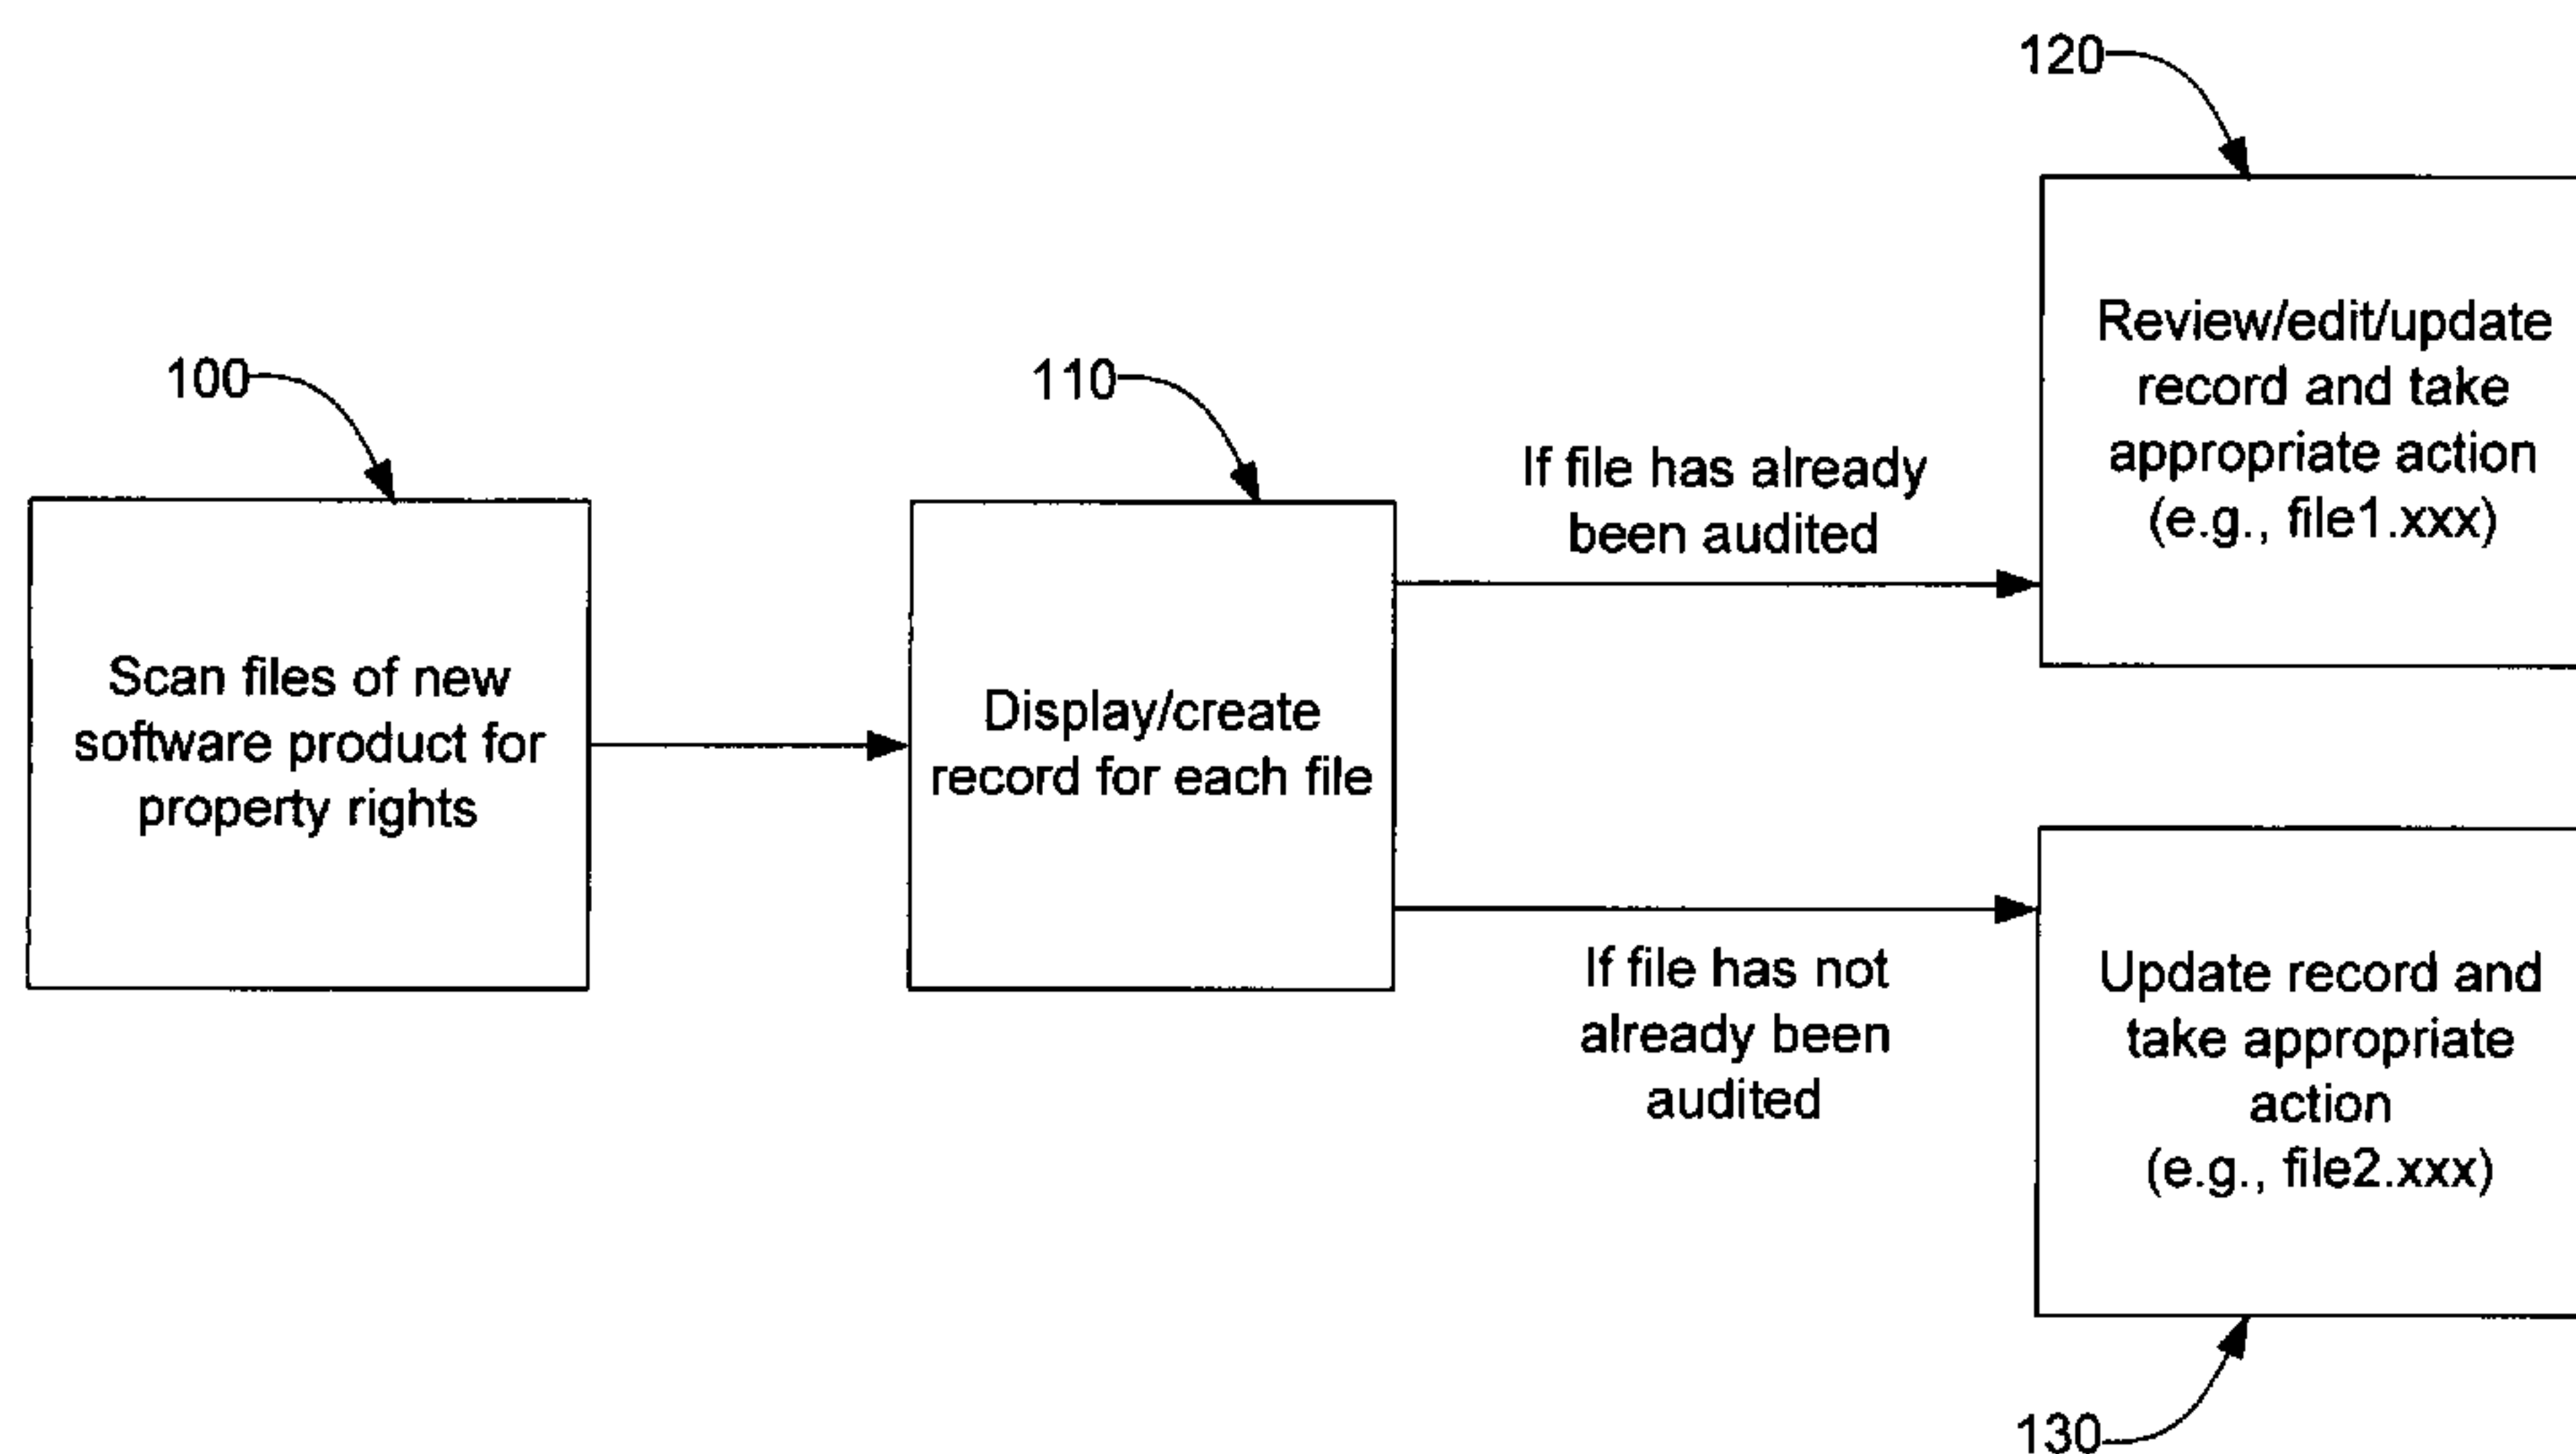 120
Review/edit/update
record and take
appropriate action
(e.g., file1.xxx)
100
110
If file has already
been audited
Scan files of new
software product for
property rights
Display/create
record for each file
If file has not
already been
audited
Update record and
take appropriate
action
(e.g., file2.xxx)
130